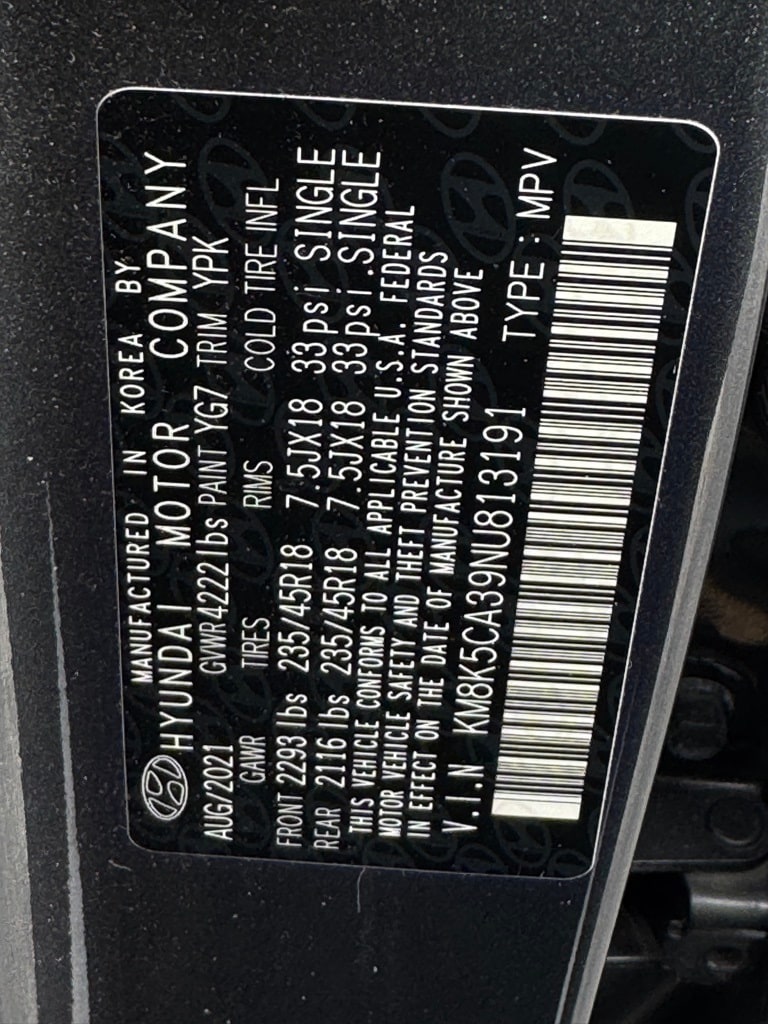 MANUFACTURED IN KOREA BY
HYUNDAI MOTOR COMPANY
AUG/2021 GVWR 4222lbs PAINT YG7 TRIM YPK
GAWR TIRES RIMS COLD TIRE INFL
FRONT 2293 lbs 235/45R18 7.5JX18 33psi.SINGLE
REAR 2116 lbs 235/45R18 7.5JX18 33psi.SINGLE
THIS VEHICLE CONFORMS TO ALL APPLICABLE U.S.A. FEDERAL
MOTOR VEHICLE SAFETY AND THEFT PREVENTION STANDARDS
IN EFFECT ON THE DATE OF MANUFACTURE SHOWN ABOVE
V.I.N KM8K5CA39NU813191 TYPE : MPV